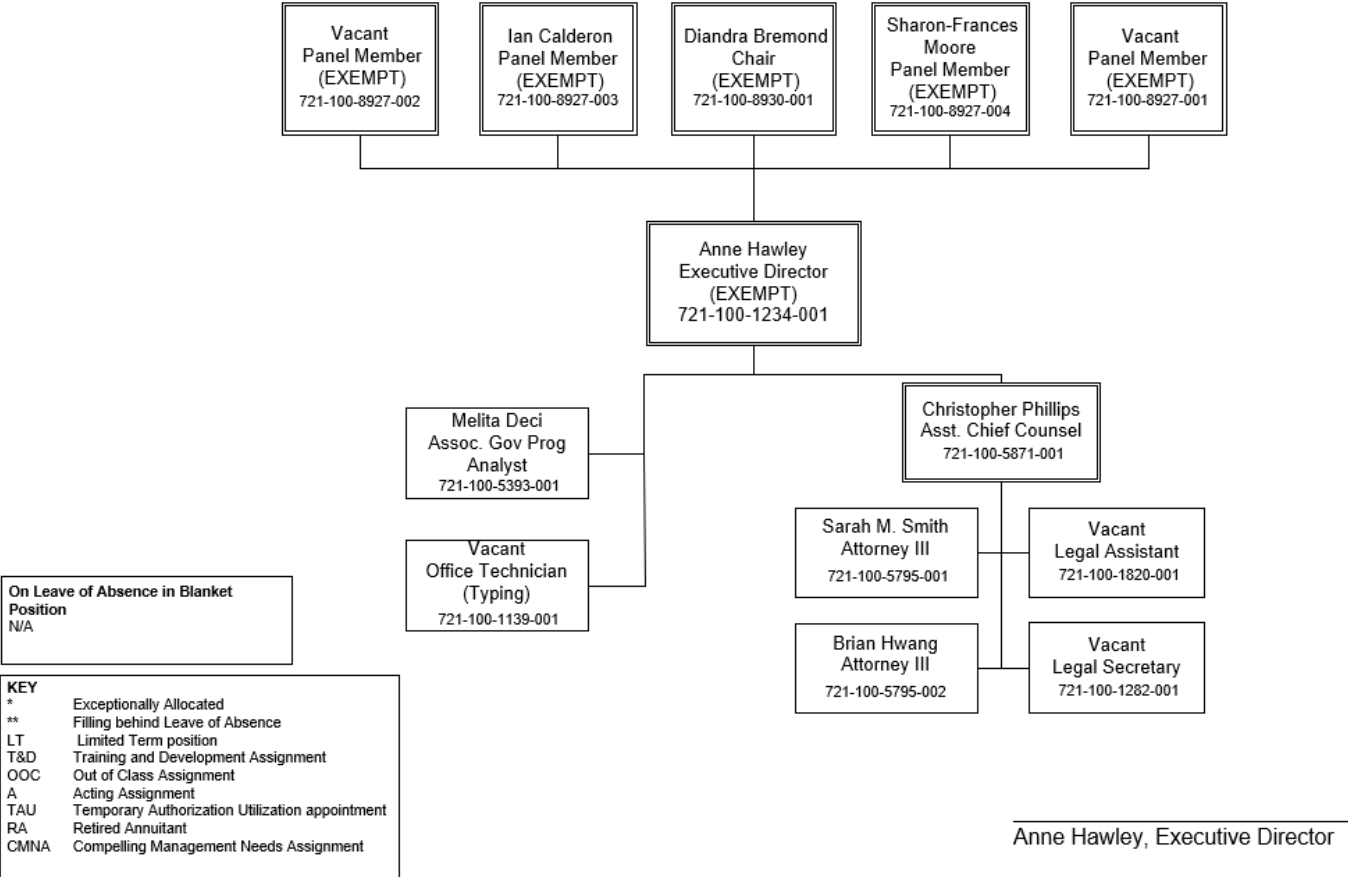 Vacant
Panel Member
(EXEMPT)
721-100-8927-002
Ian Calderon
Panel Member
(EXEMPT)
721-100-8927-003
Diandra Bremond
Chair
(EXEMPT)
721-100-8930-001
Sharon-Frances
Moore
Panel Member
(EXEMPT)
721-100-8927-004
Vacant
Panel Member
(EXEMPT)
721-100-8927-001
Anne Hawley
Executive Director
(EXEMPT)
721-100-1234-001
Melita Deci
Assoc. Gov Prog
Analyst
721-100-5393-001
Vacant
Office Technician
(Typing)
721-100-1139-001
Christopher Phillips
Asst. Chief Counsel
721-100-5871-001
Sarah M. Smith
Attorney III
721-100-5795-001
Vacant
Legal Assistant
721-100-1820-001
Brian Hwang
Attorney III
721-100-5795-002
Vacant
Legal Secretary
721-100-1282-001
On Leave of Absence in Blanket
Position
N/A
KEY
* Exceptionally Allocated
** Filling behind Leave of Absence
LT Limited Term position
T&D Training and Development Assignment
OOC Out of Class Assignment
A Acting Assignment
TAU Temporary Authorization Utilization appointment
RA Retired Annuitant
CMNA Compelling Management Needs Assignment
Anne Hawley, Executive Director